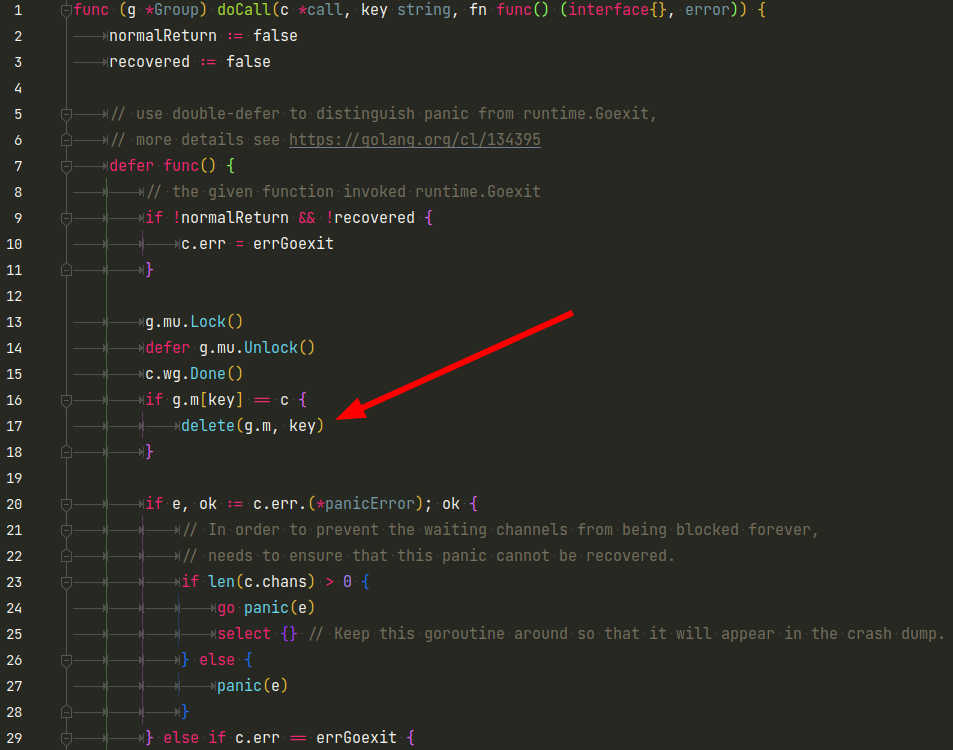 1 func (g *Group) doCall(c *call, key string, fn func() (interface{}, error)) {
2 normalReturn := false
3 recovered := false
4
5 // use double-defer to distinguish panic from runtime.Goexit,
6 // more details see https://golang.org/cl/134395
7 defer func() {
8 // the given function invoked runtime.Goexit
9 if !normalReturn && !recovered {
10 c.err = errGoexit
11 }
12
13 g.mu.Lock()
14 defer g.mu.Unlock()
15 c.wg.Done()
16 if g.m[key] == c {
17 delete(g.m, key)
18 }
19
20 if e, ok := c.err.(*panicError); ok {
21 // In order to prevent the waiting channels from being blocked forever,
22 // needs to ensure that this panic cannot be recovered.
23 if len(c.chans) > 0 {
24 go panic(e)
25 select {} // Keep this goroutine around so that it will appear in the crash dump.
26 } else {
27 panic(e)
28 }
29 } else if c.err == errGoexit {